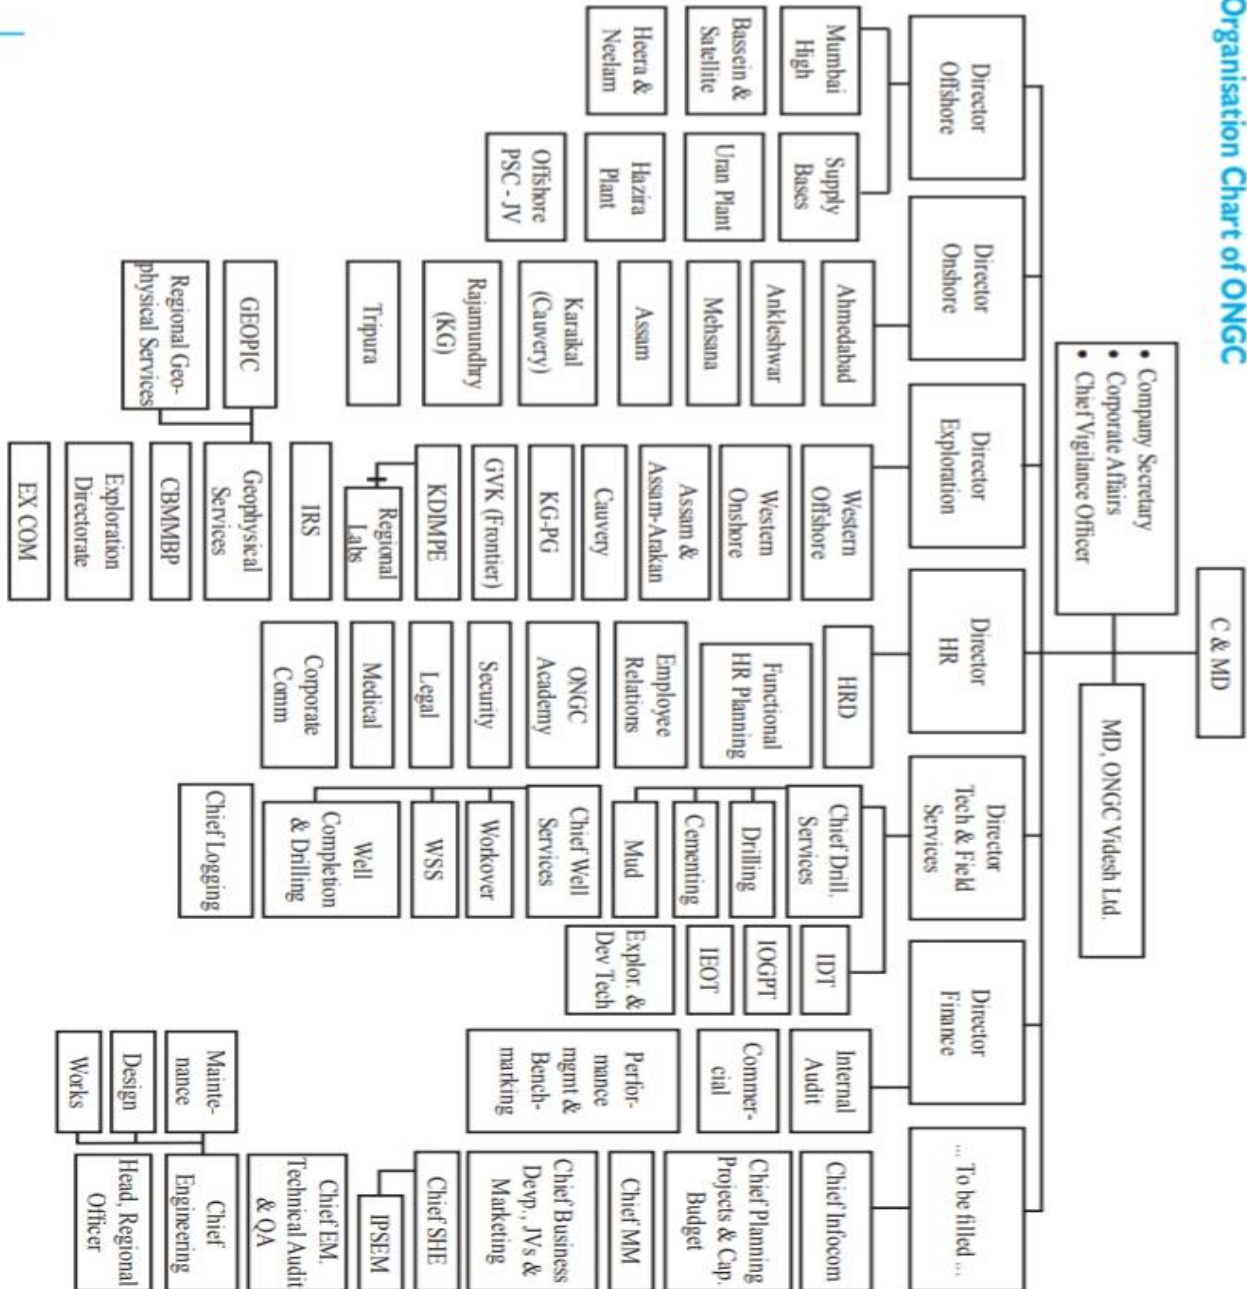 Organisation Chart of ONGC
C & MD
• Company Secretary
• Corporate Affairs
• Chief Vigilance Officer
MD, ONGC Videsh Ltd.
Director
Offshore
Director
Onshore
Director
Exploration
Director
HR
Director
Tech & Field
Services
Director
Finance
... To be filled ...
Mumbai
High
Bassein &
Satellite
Heera &
Neelam
Supply
Bases
Uran Plant
Hazira
Plant
Offshore
PSC - JV
Ahmedabad
Ankleshwar
Mehsana
Assam
Karaikal
(Cauvery)
Rajamundhry
(KG)
Tripura
Western
Offshore
Western
Onshore
Assan &
Assam-Arakan
Cauvery
KG-PG
GVK (Frontier)
KDIMPE
Regional
Labs
IRS
Geophysical
Services
GEOPIC
Regional Geo-
physical Services
CBMMBP
Exploration
Directorate
EX COM
HRD
Functional
HR Planning
Employee
Relations
ONGC
Academy
Security
Legal
Medical
Corporate
Comm
Chief Drill.
Services
Drilling
Cementing
Mud
Chief Well
Services
Workover
WSS
Well
Completion
& Drilling
Chief Logging
IDT
IOGPT
IEOT
Explor. &
Dev Tech
Internal
Audit
Commer-
cial
Perfor-
mance
mgmt &
Bench-
marking
Chief Infocom
Chief Planning
Projects & Cap.
Budget
Chief MM
Chief Business
Devp., JVs &
Marketing
Chief SHE
IPSEM
Chief EM.
Technical Audit
& QA
Chief
Engineering
Mainte-
nance
Design
Works
Head, Regional
Officer